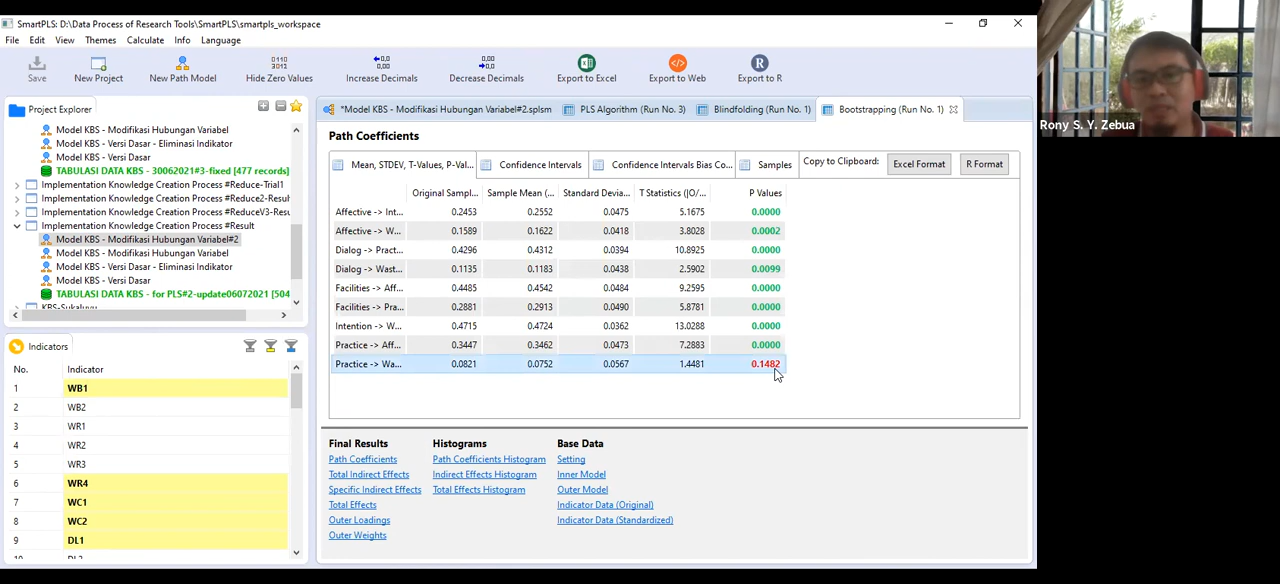 SmartPLS: D:\Data Process of Research Tools\SmartPLS\smartpls_workspace
File Edit View Themes Calculate Info Language
Save New Project New Path Model Hide Zero Values Increase Decimals Decrease Decimals Export to Excel Export to Web Export to R
Rony S. Y. Zebua
Project Explorer
Model KBS - Modifikasi Hubungan Variabel
Model KBS - Versi Dasar - Eliminasi Indikator
Model KBS - Versi Dasar
TABULASI DATA KBS - 30062021#3-fixed [477 records]
Implementation Knowledge Creation Process #Reduce-Trial1
Implementation Knowledge Creation Process #Reduce2-Resul
Implementation Knowledge Creation Process #ReduceV3-Resu
Implementation Knowledge Creation Process #Result
Model KBS - Modifikasi Hubungan Variabel#2
Model KBS - Modifikasi Hubungan Variabel
Model KBS - Versi Dasar - Eliminasi Indikator
Model KBS - Versi Dasar
TABULASI DATA KBS - for PLS#2-update06072021 [504
KBS-Sukaluyu
Indicators
No. Indicator
1 WB1
2 WB2
3 WR1
4 WR2
5 WR3
6 WR4
7 WC1
8 WC2
9 DL1
10 DL2
*Model KBS - Modifikasi Hubungan Variabel#2.splsm PLS Algorithm (Run No. 3) Blindfolding (Run No. 1) Bootstrapping (Run No. 1)
Path Coefficients
Mean, STDEV, T-Values, P-Val... Confidence Intervals Confidence Intervals Bias Co... Samples Copy to Clipboard: Excel Format R Format
Original Sampl... Sample Mean (... Standard Devia... T Statistics (|O/... P Values
Affective -> Int... 0.2453 0.2552 0.0475 5.1675 0.0000
Affective -> W... 0.1589 0.1622 0.0418 3.8028 0.0002
Dialog -> Pract... 0.4296 0.4312 0.0394 10.8925 0.0000
Dialog -> Wast... 0.1135 0.1183 0.0438 2.5902 0.0099
Facilities -> Aff... 0.4485 0.4542 0.0484 9.2595 0.0000
Facilities -> Pra... 0.2881 0.2913 0.0490 5.8781 0.0000
Intention -> W... 0.4715 0.4724 0.0362 13.0288 0.0000
Practice -> Aff... 0.3447 0.3462 0.0473 7.2883 0.0000
Practice -> Wa... 0.0821 0.0752 0.0567 1.4481 0.1482
Final Results Histograms Base Data
Path Coefficients Path Coefficients Histogram Setting
Total Indirect Effects Indirect Effects Histogram Inner Model
Specific Indirect Effects Total Effects Histogram Outer Model
Total Effects Indicator Data (Original)
Outer Loadings Indicator Data (Standardized)
Outer Weights